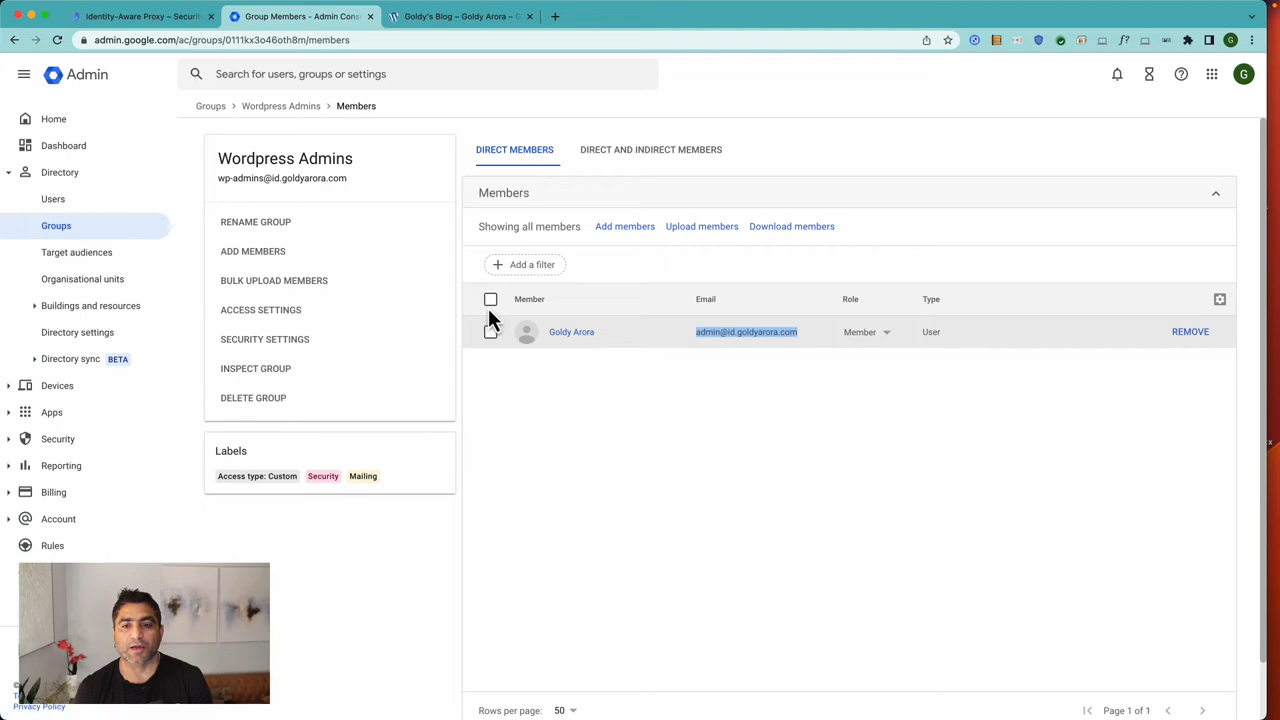 Identity-Aware Proxy – Securit
Group Members - Admin Cons
Goldy's Blog – Goldy Arora – G
admin.google.com/ac/groups/0111kx3o46oth8m/members
f?
G
Admin
Search for users, groups or settings
G
Groups > Wordpress Admins > Members
Home
Dashboard
Directory
Users
Groups
Target audiences
Organisational units
Buildings and resources
Directory settings
Directory sync BETA
Devices
Apps
Security
Reporting
Billing
Account
Rules
Privacy Policy
Wordpress Admins
wp-admins@id.goldyarora.com
RENAME GROUP
ADD MEMBERS
BULK UPLOAD MEMBERS
ACCESS SETTINGS
SECURITY SETTINGS
INSPECT GROUP
DELETE GROUP
Labels
Access type: Custom Security Mailing
DIRECT MEMBERS DIRECT AND INDIRECT MEMBERS
Members
Showing all members Add members Upload members Download members
+ Add a filter
Member Email Role Type
Goldy Arora admin@id.goldyarora.com Member User REMOVE
Rows per page: 50 Page 1 of 1